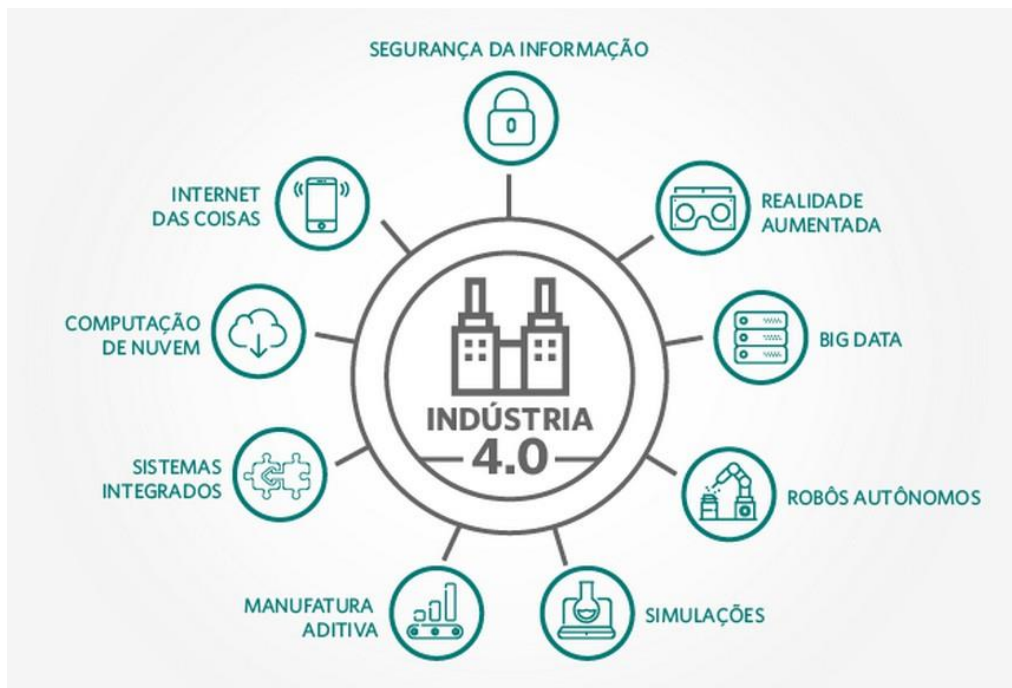 SEGURANÇA DA INFORMAÇÃO
INTERNET
DAS COISAS
REALIDADE
AUMENTADA
COMPUTAÇÃO
DE NUVEM
BIG DATA
INDÚSTRIA
4.0
SISTEMAS
INTEGRADOS
ROBÔS AUTÔNOMOS
MANUFATURA
ADITIVA
SIMULAÇÕES